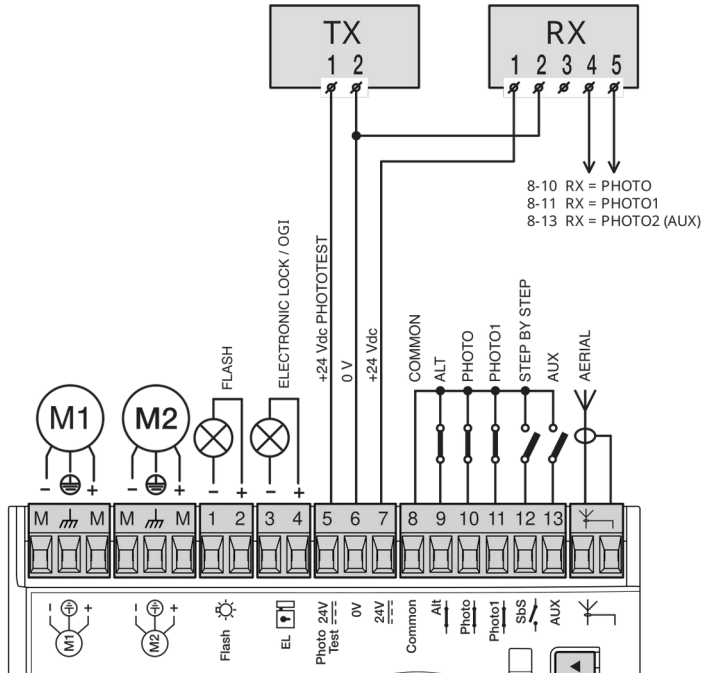 TX
1 2
RX
1 2 3 4 5
8-10 RX = PHOTO
8-11 RX = PHOTO1
8-13 RX = PHOTO2 (AUX)
FLASH
ELECTRONIC LOCK / OGI
+24 Vdc PHOTOTEST
0 V
+24 Vdc
COMMON
ALT
PHOTO
PHOTO1
STEP BY STEP
AUX
AERIAL
M1
M2
- +
- +
- +
- +
M M M M 1 2 3 4 5 6 7 8 9 10 11 12 13
- +
M1
- +
M2
Flash
EL
Photo 24V
Test
0V
24V
Common
Alt
Photo
Photo1
SbS
AUX